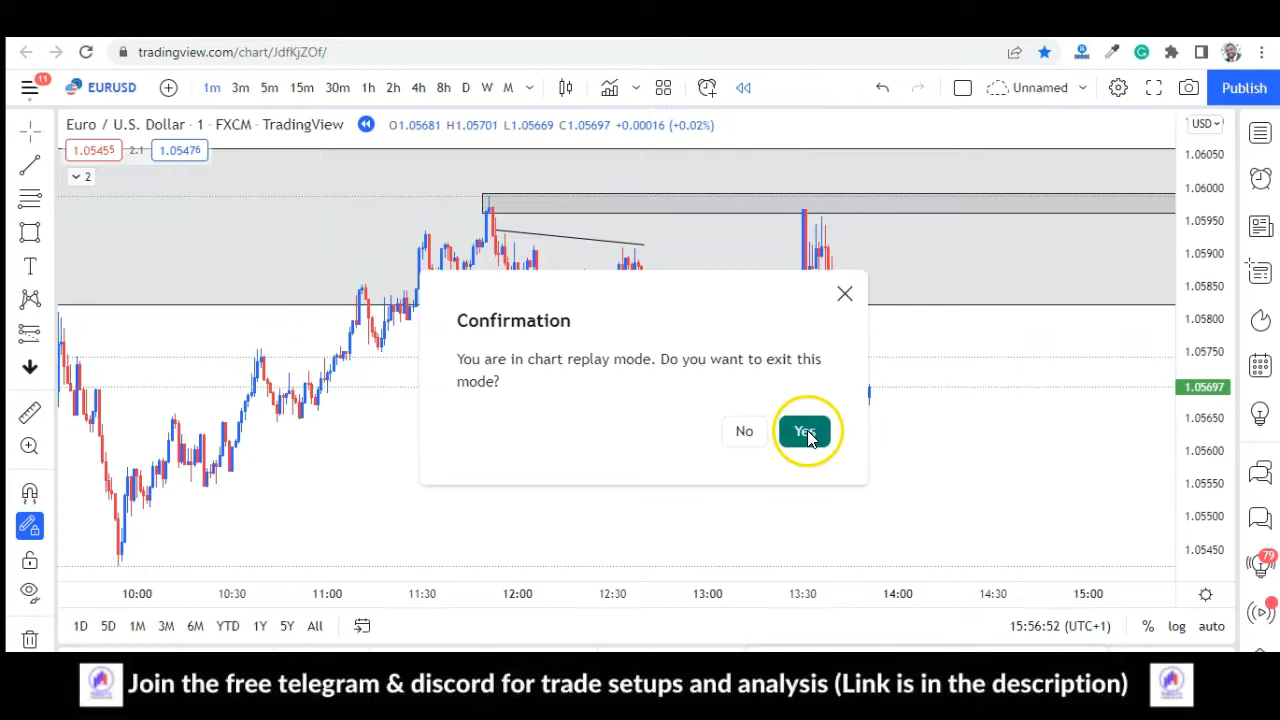 tradingview.com/chart/JdfKjZOf/
11
EURUSD
1m 3m 5m 15m 30m 1h 2h 4h 8h D W M
Unnamed
Publish
Euro / U.S. Dollar · 1 · FXCM · TradingView
O1.05681 H1.05701 L1.05669 C1.05697 +0.00016 (+0.02%)
USD
1.05455 2.1 1.05476
2
1.06050
1.06000
1.05950
1.05900
1.05850
1.05800
1.05750
1.05697
1.05650
1.05600
1.05550
1.05500
1.05450
Confirmation
You are in chart replay mode. Do you want to exit this
mode?
No
Yes
79
10:00 10:30 11:00 11:30 12:00 12:30 13:00 13:30 14:00 14:30 15:00
1D 5D 1M 3M 6M YTD 1Y 5Y All
15:56:52 (UTC+1)
% log auto
Join the free telegram & discord for trade setups and analysis (Link is in the description)